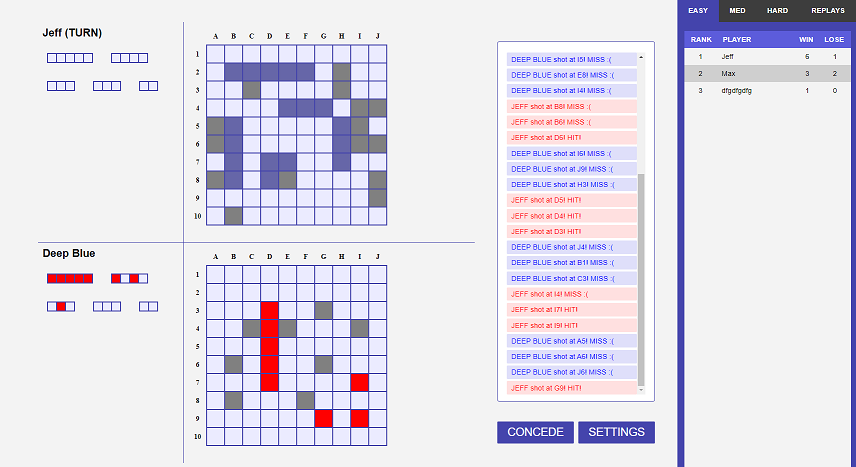 Jeff (TURN)
A B C D E F G H I J
1
2
3
4
5
6
7
8
9
10
Deep Blue
A B C D E F G H I J
1
2
3
4
5
6
7
8
9
10
DEEP BLUE shot at I5! MISS :(
DEEP BLUE shot at E8! MISS :(
DEEP BLUE shot at I4! MISS :(
JEFF shot at B8! MISS :(
JEFF shot at B6! MISS :(
JEFF shot at D6! HIT!
DEEP BLUE shot at I6! MISS :(
DEEP BLUE shot at J9! MISS :(
DEEP BLUE shot at H3! MISS :(
JEFF shot at D5! HIT!
JEFF shot at D4! HIT!
JEFF shot at D3! HIT!
DEEP BLUE shot at J4! MISS :(
DEEP BLUE shot at B1! MISS :(
DEEP BLUE shot at C3! MISS :(
JEFF shot at I4! MISS :(
JEFF shot at I7! HIT!
JEFF shot at I9! HIT!
DEEP BLUE shot at A5! MISS :(
DEEP BLUE shot at A6! MISS :(
DEEP BLUE shot at J6! MISS :(
JEFF shot at G9! HIT!
CONCEDE SETTINGS
EASY MED HARD REPLAYS
RANK PLAYER WIN LOSE
1 Jeff 6 1
2 Max 3 2
3 dfgdfgdfg 1 0